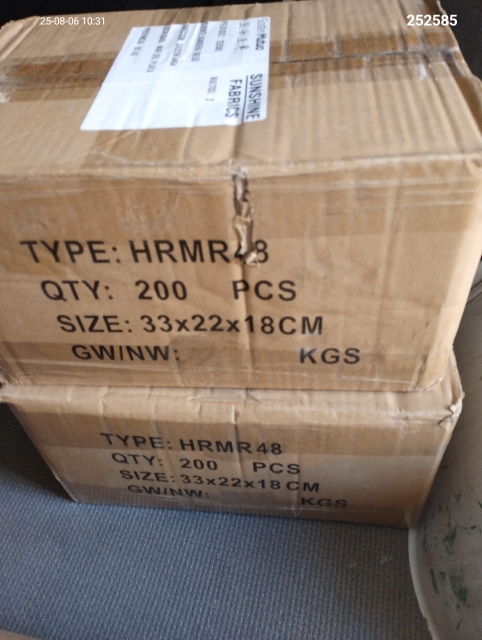 25-08-06 10:31
252585
SUNSHINE
FABRICS
TYPE: HRMR48
QTY: 200 PCS
SIZE: 33x22x18CM
GW/NW: KGS
TYPE: HRMR48
QTY: 200 PCS
SIZE: 33x22x18CM
GW/NW: KGS